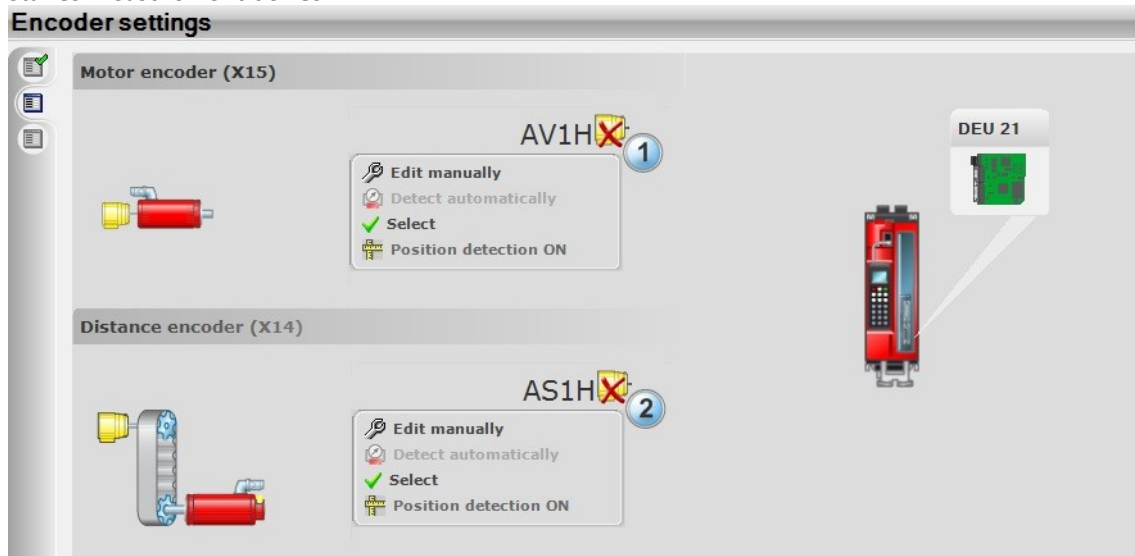 Encoder settings
Motor encoder (X15)
AV1H
1
Edit manually
Detect automatically
Select
Position detection ON
DEU 21
Distance encoder (X14)
AS1H
2
Edit manually
Detect automatically
Select
Position detection ON